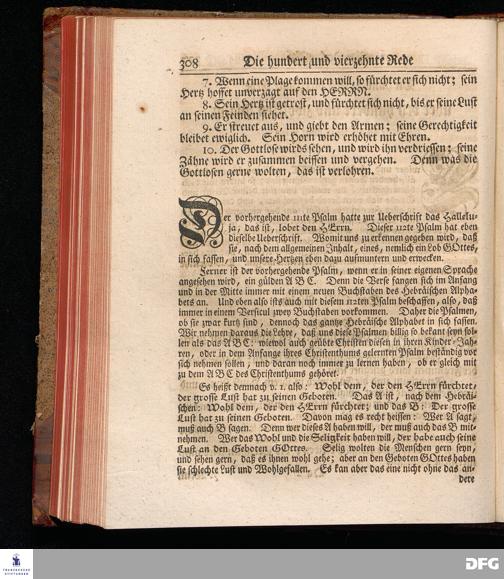 308 Die hundert und vierzehnte Rede
7. Wenn eine Plage kommen will, so fürchtet er sich nicht; sein
Hertz hoffet unverzagt auf den HERRN.
8. Sein Hertz ist getrost, und fürchtet sich nicht, bis er seine Lust
an seinen Feinden siehet.
9. Er streuet aus, und giebt den Armen; seine Gerechtigkeit
bleibet ewiglich. Sein Horn wird erhöhet mit Ehren.
10. Der Gottlose wirds sehen, und wird ihn verdriessen; seine
Zähne wird er zusammen beissen und vergehen. Denn was die
Gottlosen gerne wolten, das ist verlohren.
Der vorhergehende 111te Psalm hatte zur Ueberschrift das Hallelu-
ja, das ist, lobet den HErrn. Dieser 112te Psalm hat eben
dieselbe Ueberschrift. Womit uns zu erkennen gegeben wird, daß
sie, nach dem allgemeinen Inhalt, eines, nemlich ein Lob GOttes,
in sich fassen, und unsere Hertzen eben dazu aufmuntern und erwecken.
Ferner ist der vorhergehende Psalm, wenn er in seiner eigenen Sprache
angesehen wird, ein gülden A B C. Denn die Verse fangen sich im Anfang
und in der Mitte immer mit einem neuen Buchstaben des Hebräischen Alpha-
bets an. Und eben also ists auch mit diesem 112ten Psalm beschaffen, also, daß
immer in einem Versicul zwey Buchstaben vorkommen. Daher die Psalmen,
ob sie zwar kurtz sind, dennoch das gantze Hebräische Alphabet in sich fassen.
Wir nehmen daraus die Lehre, daß uns diese Psalmen billig so bekant seyn sol-
len als das A B C: wiewol auch geübte Christen diesen in ihren Kinder-Jah-
ren, oder in dem Anfange ihres Christenthums gelernten Psalm beständig vor
sich nehmen sollen, und daran noch immer zu lernen haben, ob er gleich mit
zu dem A B C des Christenthums gehöret.
Es heißt demnach v. 1. also: Wohl dem, der den HErrn fürchtet,
der grosse Lust hat zu seinen Geboten. Das A ist, nach dem Hebräi-
schen: Wohl dem, der den HErrn fürchtet; und das B: Der grosse
Lust hat zu seinen Geboten. Davon mag es recht heissen: Wer A sagt,
muß auch B sagen. Denn wer dieses A haben will, der muß auch das B mit-
nehmen. Wer das Wohl und die Seligkeit haben will, der habe auch seine
Lust an den Geboten GOttes. Selig wolten die Menschen gern seyn,
und sehen gern, daß es ihnen wohl gehe; aber an den Geboten GOttes haben
sie schlechte Lust und Wohlgefallen. Es kan aber das eine nicht ohne das an-
dere
FRANCKESCHE
STIFTUNGEN
DFG